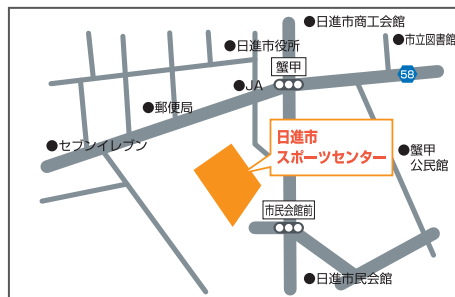 ●日進市商工会館
●日進市役所
●市立図書館
蟹甲
58
●JA
●郵便局
●セブンイレブン
日進市
スポーツセンター
●蟹甲
公民館
市民会館前
●日進市民会館